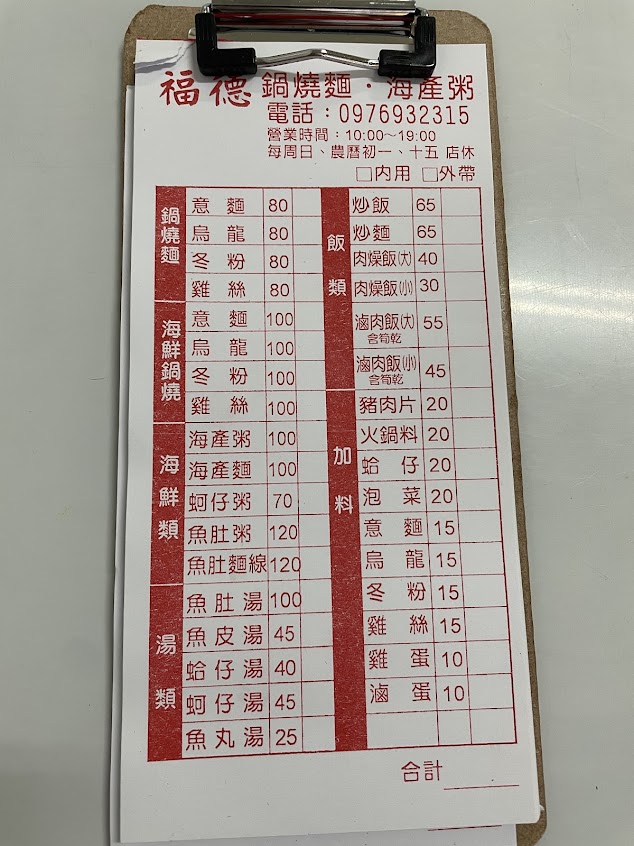 福德 鍋燒麵·海產粥
電話：0976932315
營業時間：10:00～19:00
每周日、農曆初一、十五 店休
□內用 □外帶
鍋燒麵
意麵 80
烏龍 80
冬粉 80
雞絲 80
海鮮鍋燒
意麵 100
烏龍 100
冬粉 100
雞絲 100
海鮮類
海產粥 100
海產麵 100
蚵仔粥 70
魚肚粥 120
魚肚麵線 120
湯類
魚肚湯 100
魚皮湯 45
蛤仔湯 40
蚵仔湯 45
魚丸湯 25
飯類
炒飯 65
炒麵 65
肉燥飯(大) 40
肉燥飯(小) 30
滷肉飯(大) 55
含筍乾
滷肉飯(小) 45
含筍乾
加料
豬肉片 20
火鍋料 20
蛤仔 20
泡菜 20
意麵 15
烏龍 15
冬粉 15
雞絲 15
雞蛋 10
滷蛋 10
合計